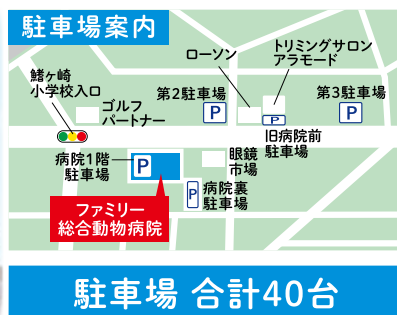 駐車場案内
ローソン
トリミングサロン
アラモード
鰭ヶ崎
小学校入口
ゴルフ
パートナー
第2駐車場
P
第3駐車場
P
P
旧病院前
駐車場
病院1階
駐車場
P
眼鏡
市場
P
病院裏
駐車場
ファミリー
総合動物病院
駐車場 合計40台